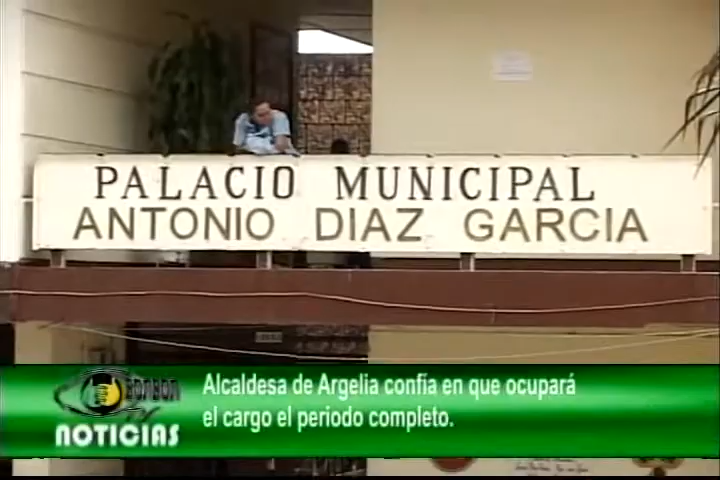 PALACIO MUNICIPAL
ANTONIO DIAZ GARCIA
Alcaldesa de Argelia confía en que ocupará
el cargo el periodo completo.
NOTICIAS